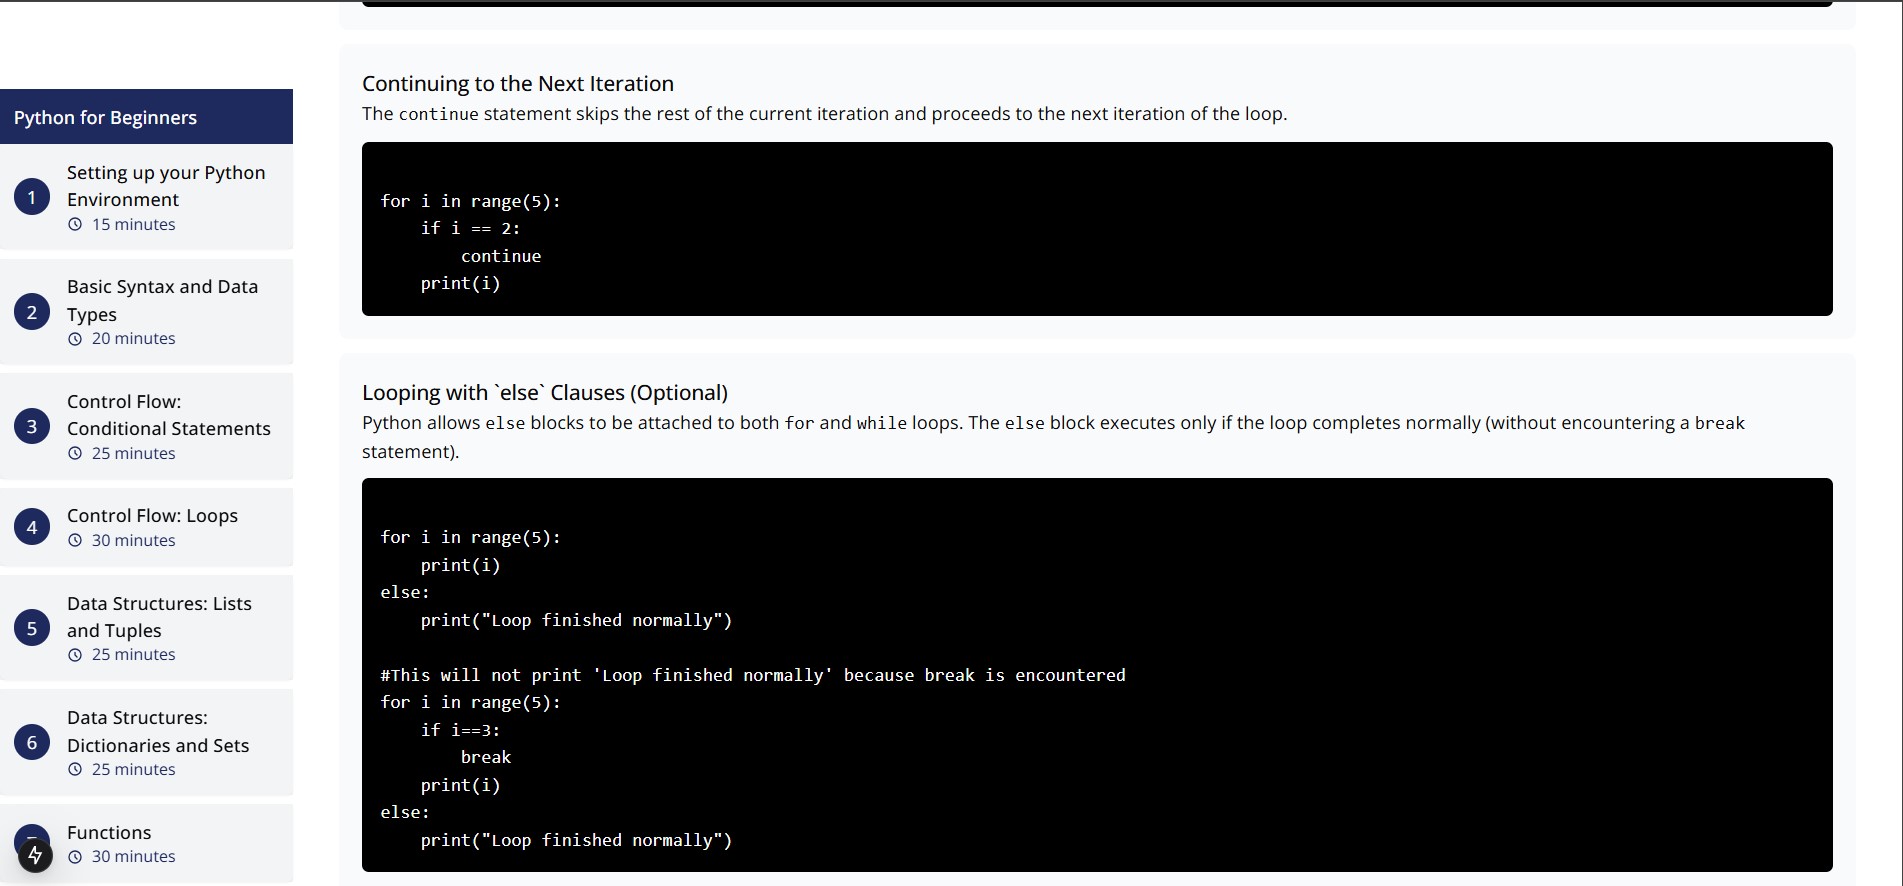 Python for Beginners
1
Setting up your Python
Environment
15 minutes
2
Basic Syntax and Data
Types
20 minutes
3
Control Flow:
Conditional Statements
25 minutes
4
Control Flow: Loops
30 minutes
5
Data Structures: Lists
and Tuples
25 minutes
6
Data Structures:
Dictionaries and Sets
25 minutes
Functions
30 minutes
Continuing to the Next Iteration
The continue statement skips the rest of the current iteration and proceeds to the next iteration of the loop.
for i in range(5):
    if i == 2:
        continue
    print(i)
Looping with `else` Clauses (Optional)
Python allows else blocks to be attached to both for and while loops. The else block executes only if the loop completes normally (without encountering a break
statement).
for i in range(5):
    print(i)
else:
    print("Loop finished normally")
#This will not print 'Loop finished normally' because break is encountered
for i in range(5):
    if i==3:
        break
    print(i)
else:
    print("Loop finished normally")